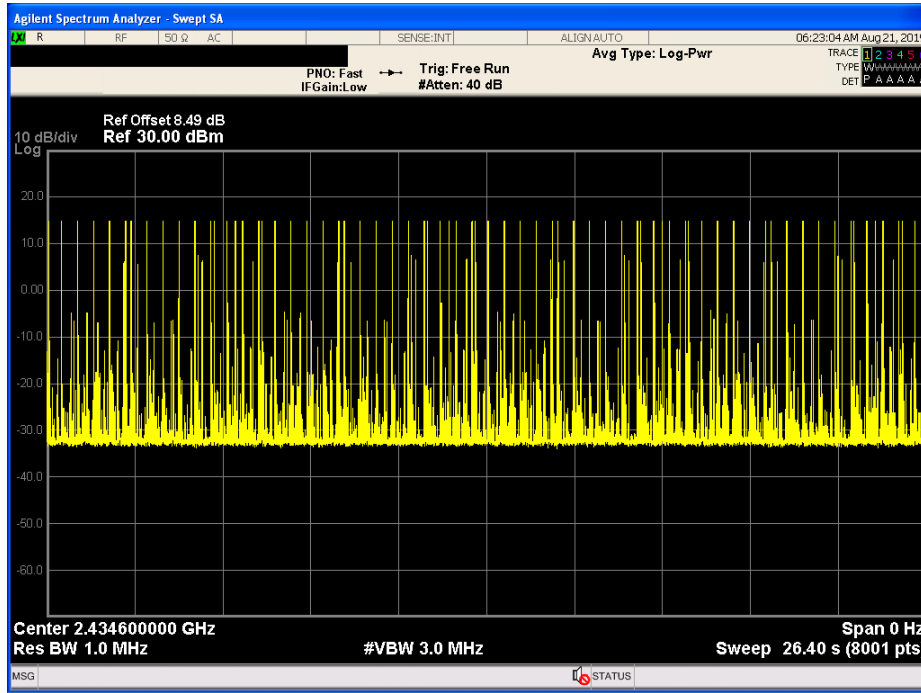 Agilent Spectrum Analyzer - Swept SA
LXI R RF 50 Ω AC SENSE:INT ALIGN AUTO 06:23:04 AM Aug 21, 201
Avg Type: Log-Pwr
TRACE 1 2 3 4 5
PNO: Fast Trig: Free Run TYPE
IFGain:Low #Atten: 40 dB DET P A A A A
Ref Offset 8.49 dB
10 dB/div Ref 30.00 dBm
Log
20.0
10.0
0.00
-10.0
-20.0
-30.0
-40.0
-50.0
-60.0
Center 2.434600000 GHz Span 0 Hz
Res BW 1.0 MHz #VBW 3.0 MHz Sweep 26.40 s (8001 pts
MSG STATUS